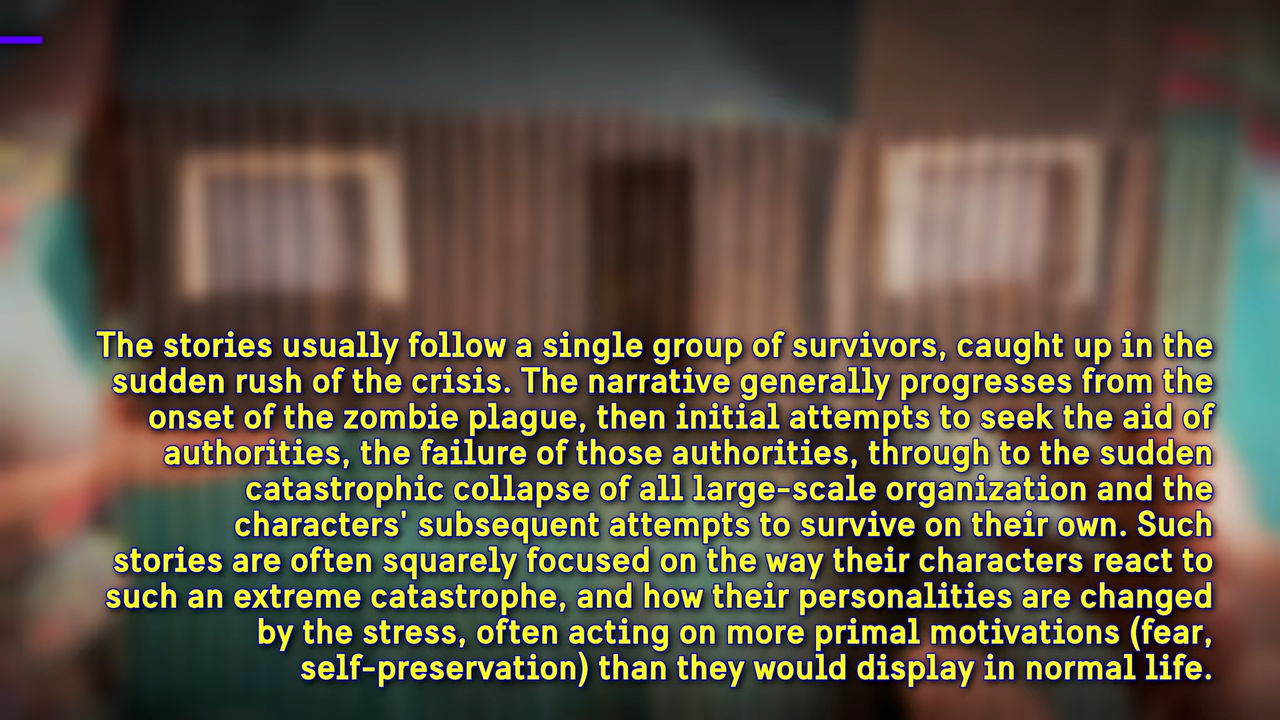 The stories usually follow a single group of survivors, caught up in the
sudden rush of the crisis. The narrative generally progresses from the
onset of the zombie plague, then initial attempts to seek the aid of
authorities, the failure of those authorities, through to the sudden
catastrophic collapse of all large-scale organization and the
characters' subsequent attempts to survive on their own. Such
stories are often squarely focused on the way their characters react to
such an extreme catastrophe, and how their personalities are changed
by the stress, often acting on more primal motivations (fear,
self-preservation) than they would display in normal life.